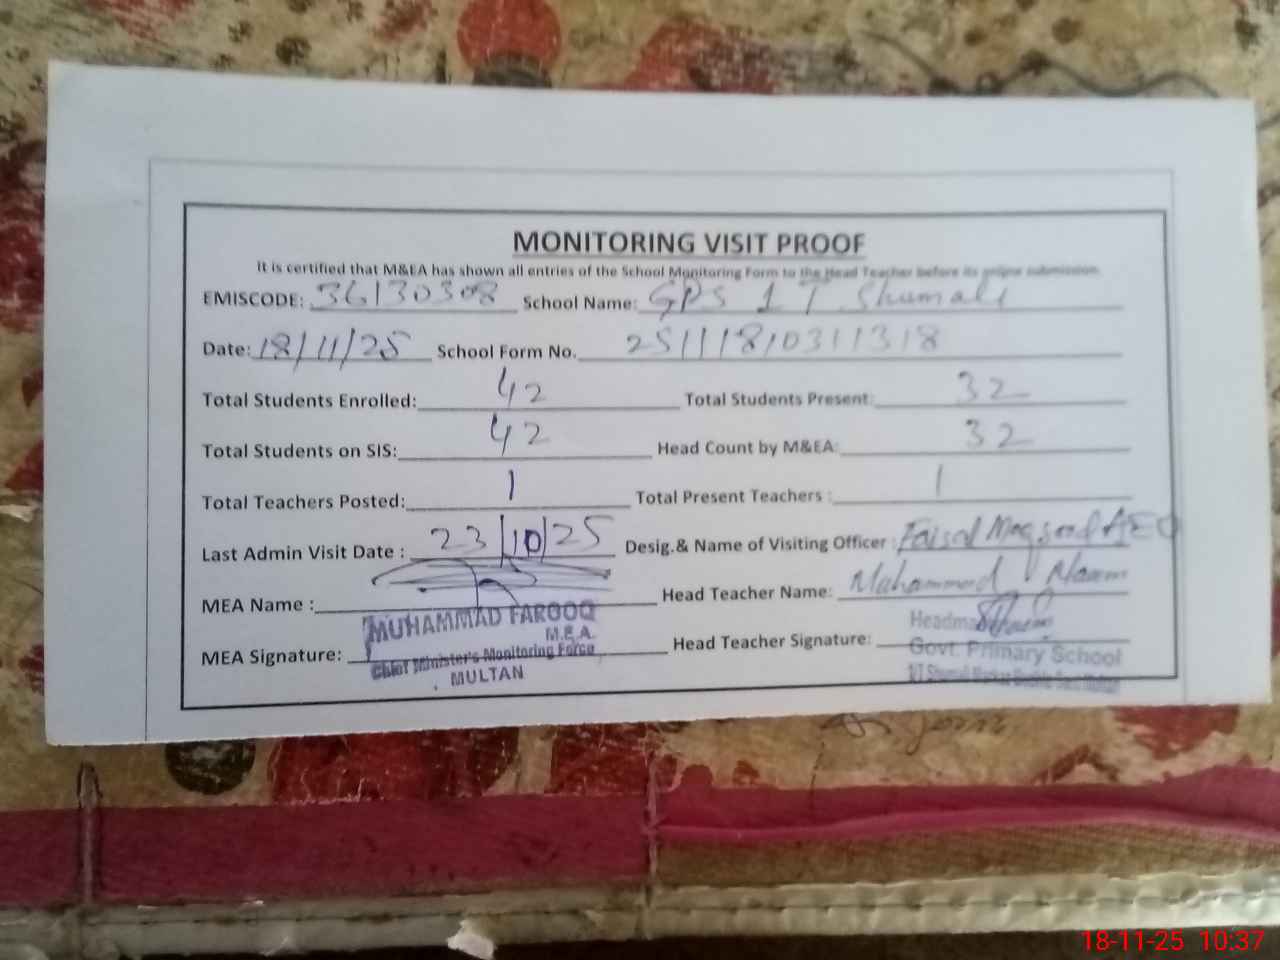 MONITORING VISIT PROOF
It is certified that M&EA has shown all entries of the School Monitoring Form to the Head Teacher before its online submission.
EMISCODE: 36130308 School Name: GPS 1 T Shumali
Date: 18/11/25 School Form No. 25111810311318
Total Students Enrolled: 42 Total Students Present: 32
Total Students on SIS: 42 Head Count by M&EA: 32
Total Teachers Posted: 1 Total Present Teachers : 1
Last Admin Visit Date : 23/10/25 Desig.& Name of Visiting Officer : Faisal Maqsood AEO
MEA Name : Head Teacher Name: Muhammad Naeem
MUHAMMAD FAROOQ
M.E.A.
MEA Signature: Head Teacher Signature:
Chief Minister's Monitoring Force
MULTAN
Govt. Primary School
18-11-25 10:37